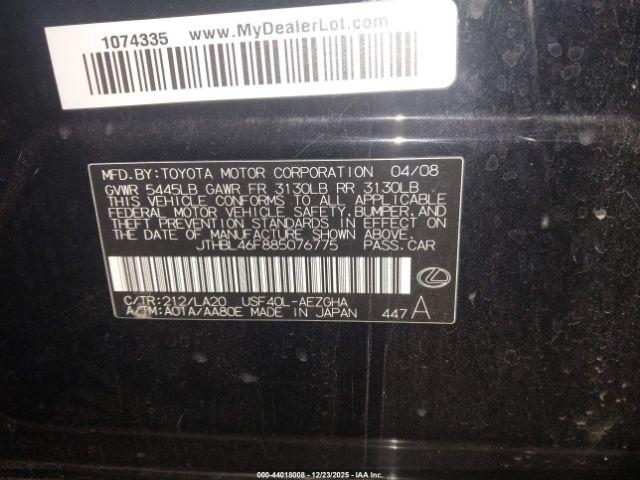 1074335 www.MyDealerLot.com
MFD.BY:TOYOTA MOTOR CORPORATION 04/08
GVWR 5445LB GAWR FR 3130LB RR 3130LB
THIS VEHICLE CONFORMS TO ALL APPLICABLE
FEDERAL MOTOR VEHICLE SAFETY,BUMPER,AND
THEFT PREVENTION STANDARDS IN EFFECT ON
THE DATE OF MANUFACTURE SHOWN ABOVE.
JTHBL46F885076775 PASS.CAR
C/TR:212/LA20 USF40L-AEZGHA
A/TM:A01A/AA80E MADE IN JAPAN 447 A
000-44018008 - 12/23/2025 - IAAI, Inc.